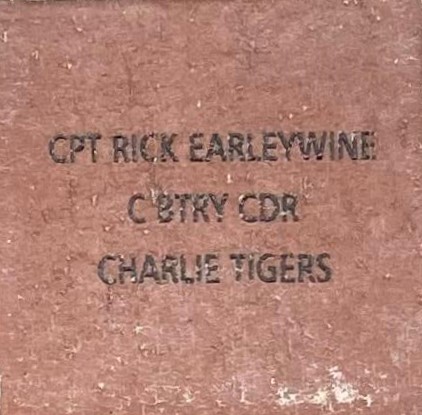 CPT RICK EARLEYWINE
C BTRY CDR
CHARLIE TIGERS